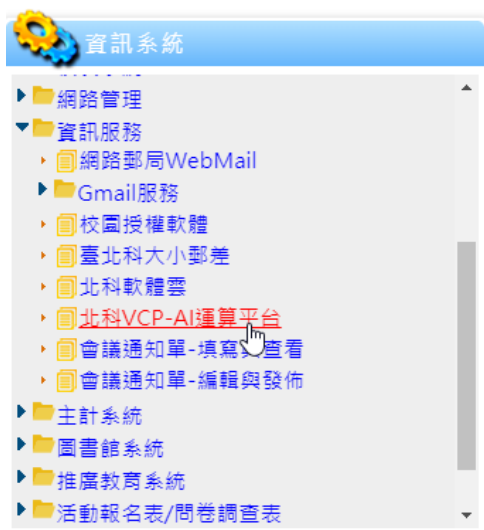 資訊系統
網路管理
資訊服務
網路郵局WebMail
Gmail服務
校園授權軟體
臺北科大小郵差
北科軟體雲
北科VCP-AI運算平台
會議通知單-填寫與查看
會議通知單-編輯與發佈
主計系統
圖書館系統
推廣教育系統
活動報名表/問卷調查表